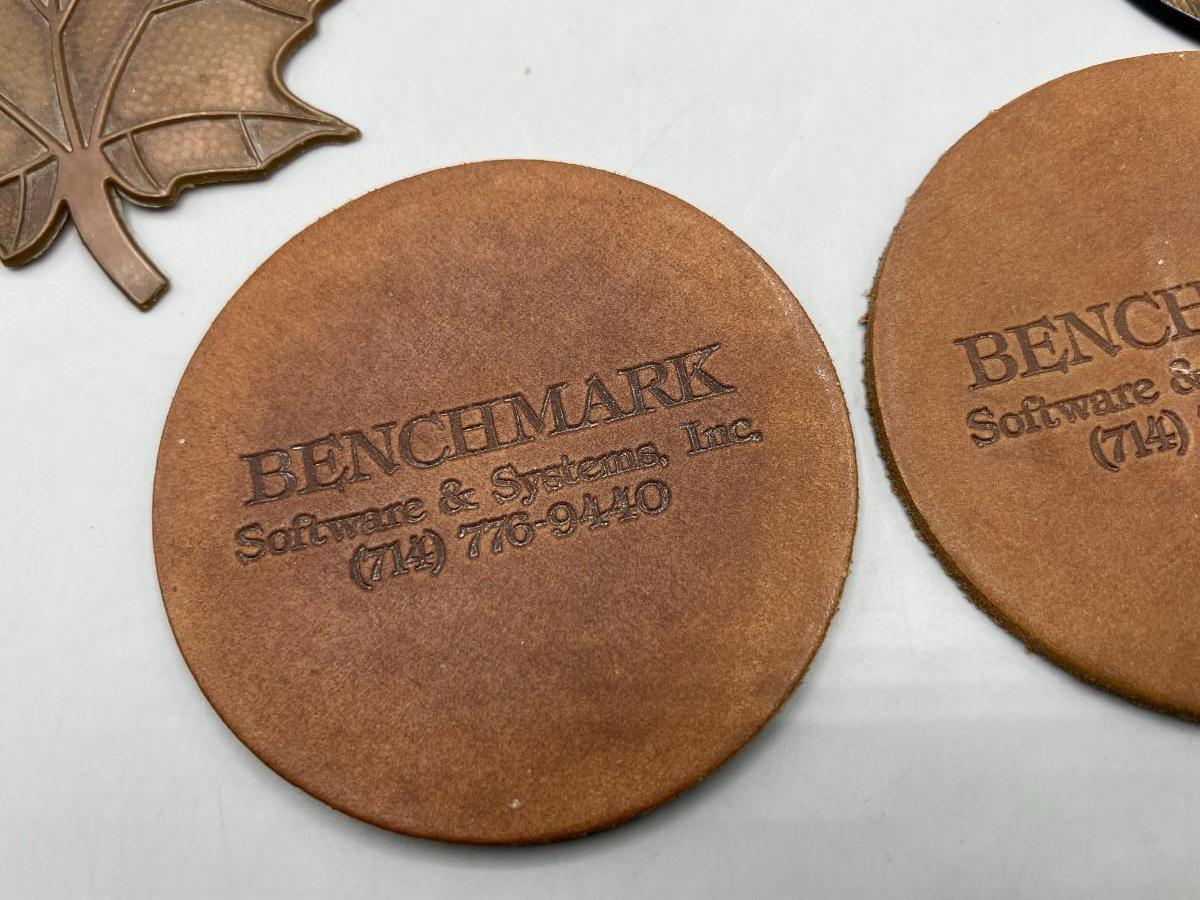 BENCHMARK
Software & Systems, Inc.
(714) 776-9440
BENCH
Software &
(714)